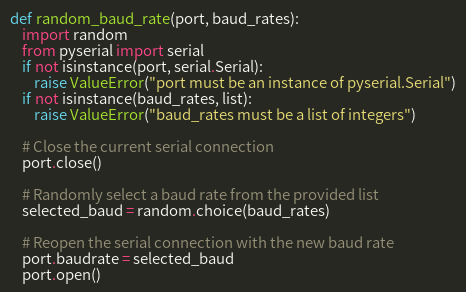 def random_baud_rate(port, baud_rates):
    import random
    from pyserial import serial
    if not isinstance(port, serial.Serial):
        raise ValueError("port must be an instance of pyserial.Serial")
    if not isinstance(baud_rates, list):
        raise ValueError("baud_rates must be a list of integers")

    # Close the current serial connection
    port.close()

    # Randomly select a baud rate from the provided list
    selected_baud = random.choice(baud_rates)

    # Reopen the serial connection with the new baud rate
    port.baudrate = selected_baud
    port.open()